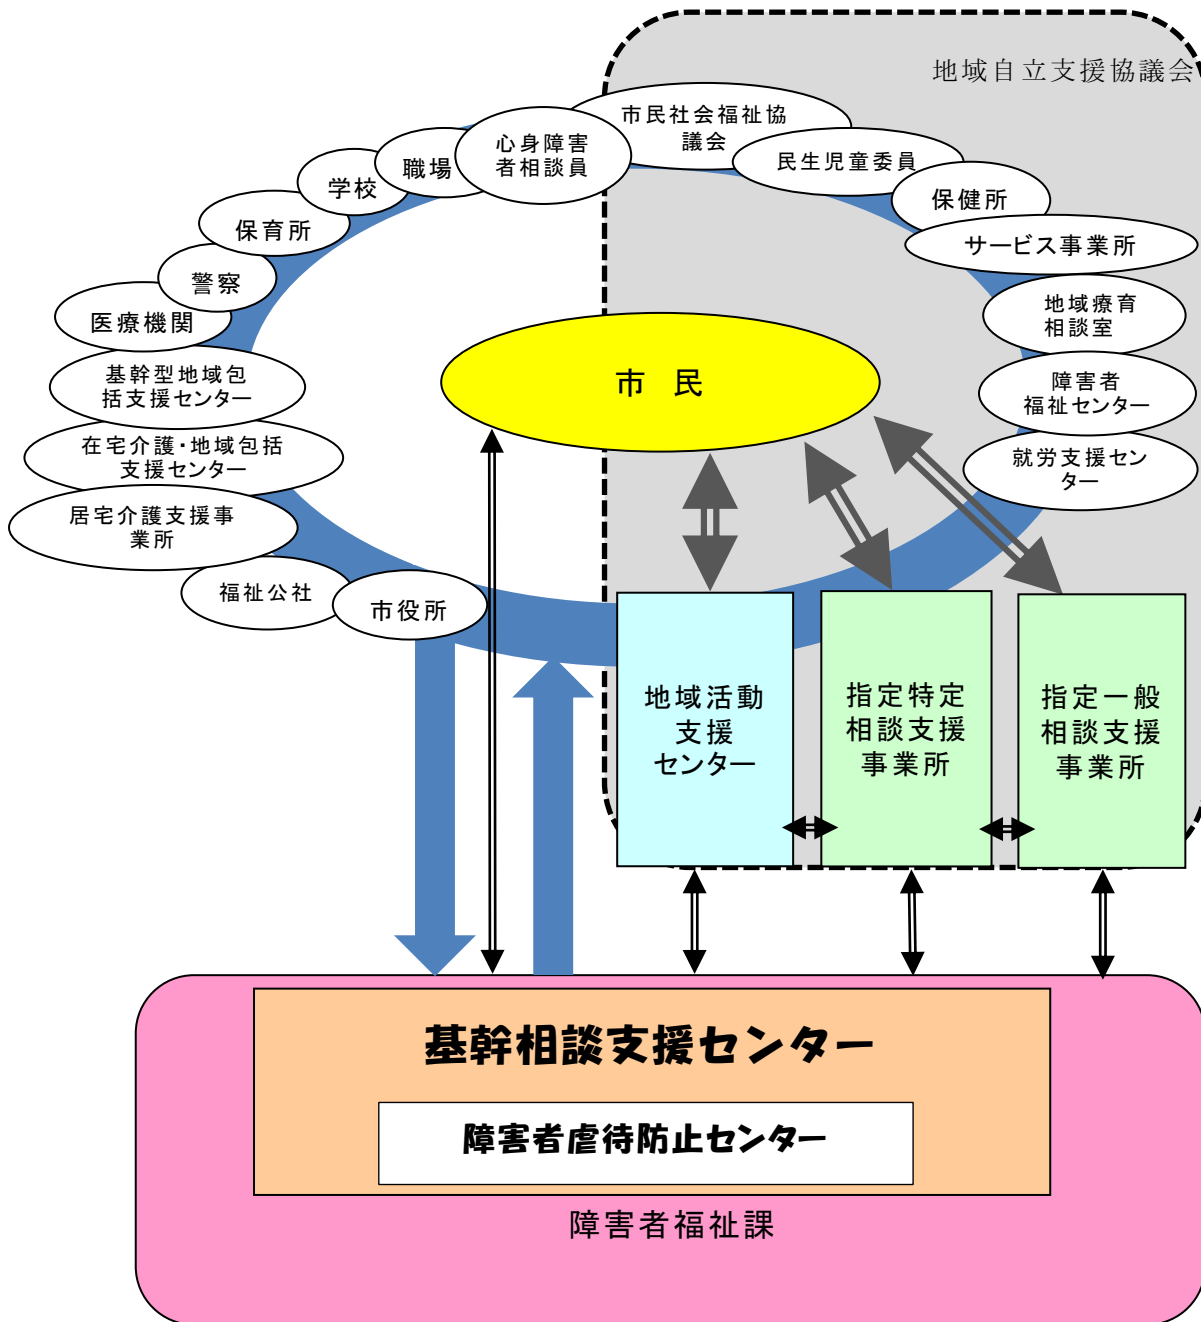 地域自立支援協議会
市民社会福祉協
議会
心身障害
者相談員
民生児童委員
職場
学校
保健所
保育所
サービス事業所
警察
医療機関
地域療育
相談室
基幹型地域包
括支援センター
市　民
障害者
福祉センター
在宅介護・地域包括
支援センター
就労支援セン
ター
居宅介護支援事
業所
福祉公社
市役所
地域活動
支援
センター
指定特定
相談支援
事業所
指定一般
相談支援
事業所
基幹相談支援センター
障害者虐待防止センター
障害者福祉課